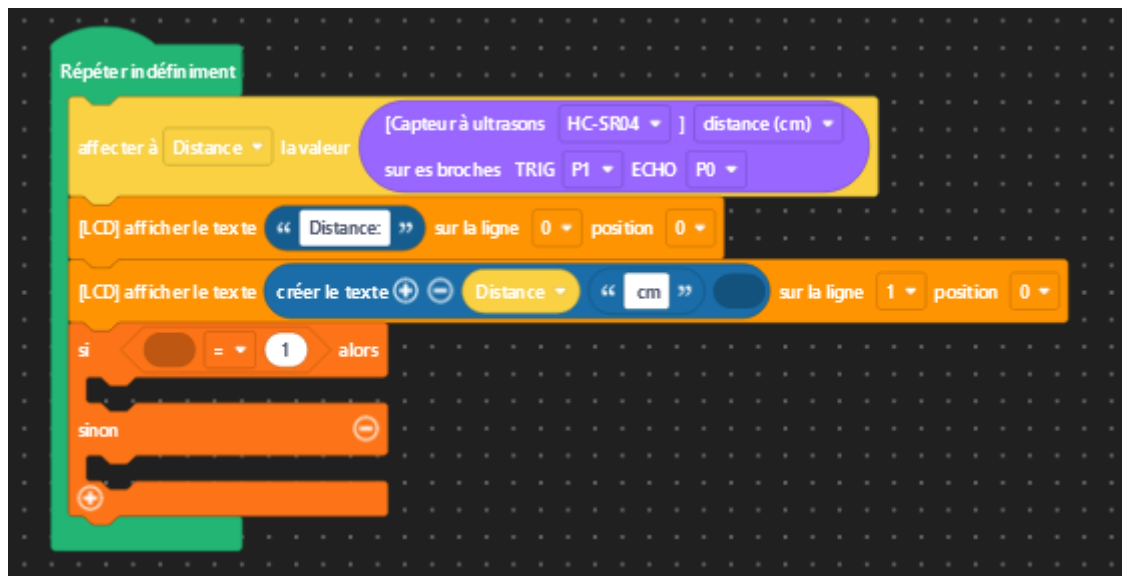 Répéter indéfiniment
[Capteur à ultrasons HC-SR04 ] distance (cm)
affecter à Distance la valeur
sur es broches TRIG P1 ECHO P0
[LCD] afficher le texte “ Distance: ” sur la ligne 0 position 0
[LCD] afficher le texte créer le texte + − Distance “ cm ” sur la ligne 1 position 0
si = 1 alors
sinon −
+